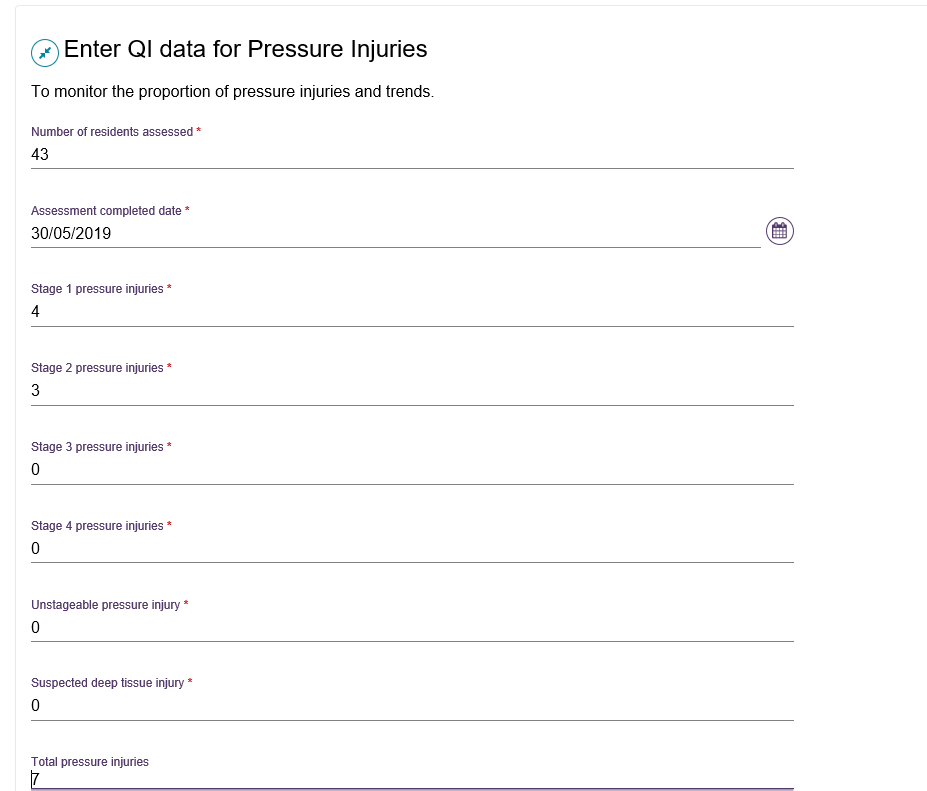 Enter QI data for Pressure Injuries
To monitor the proportion of pressure injuries and trends.
Number of residents assessed *
43
Assessment completed date *
30/05/2019
Stage 1 pressure injuries *
4
Stage 2 pressure injuries *
3
Stage 3 pressure injuries *
0
Stage 4 pressure injuries *
0
Unstageable pressure injury *
0
Suspected deep tissue injury *
0
Total pressure injuries
7